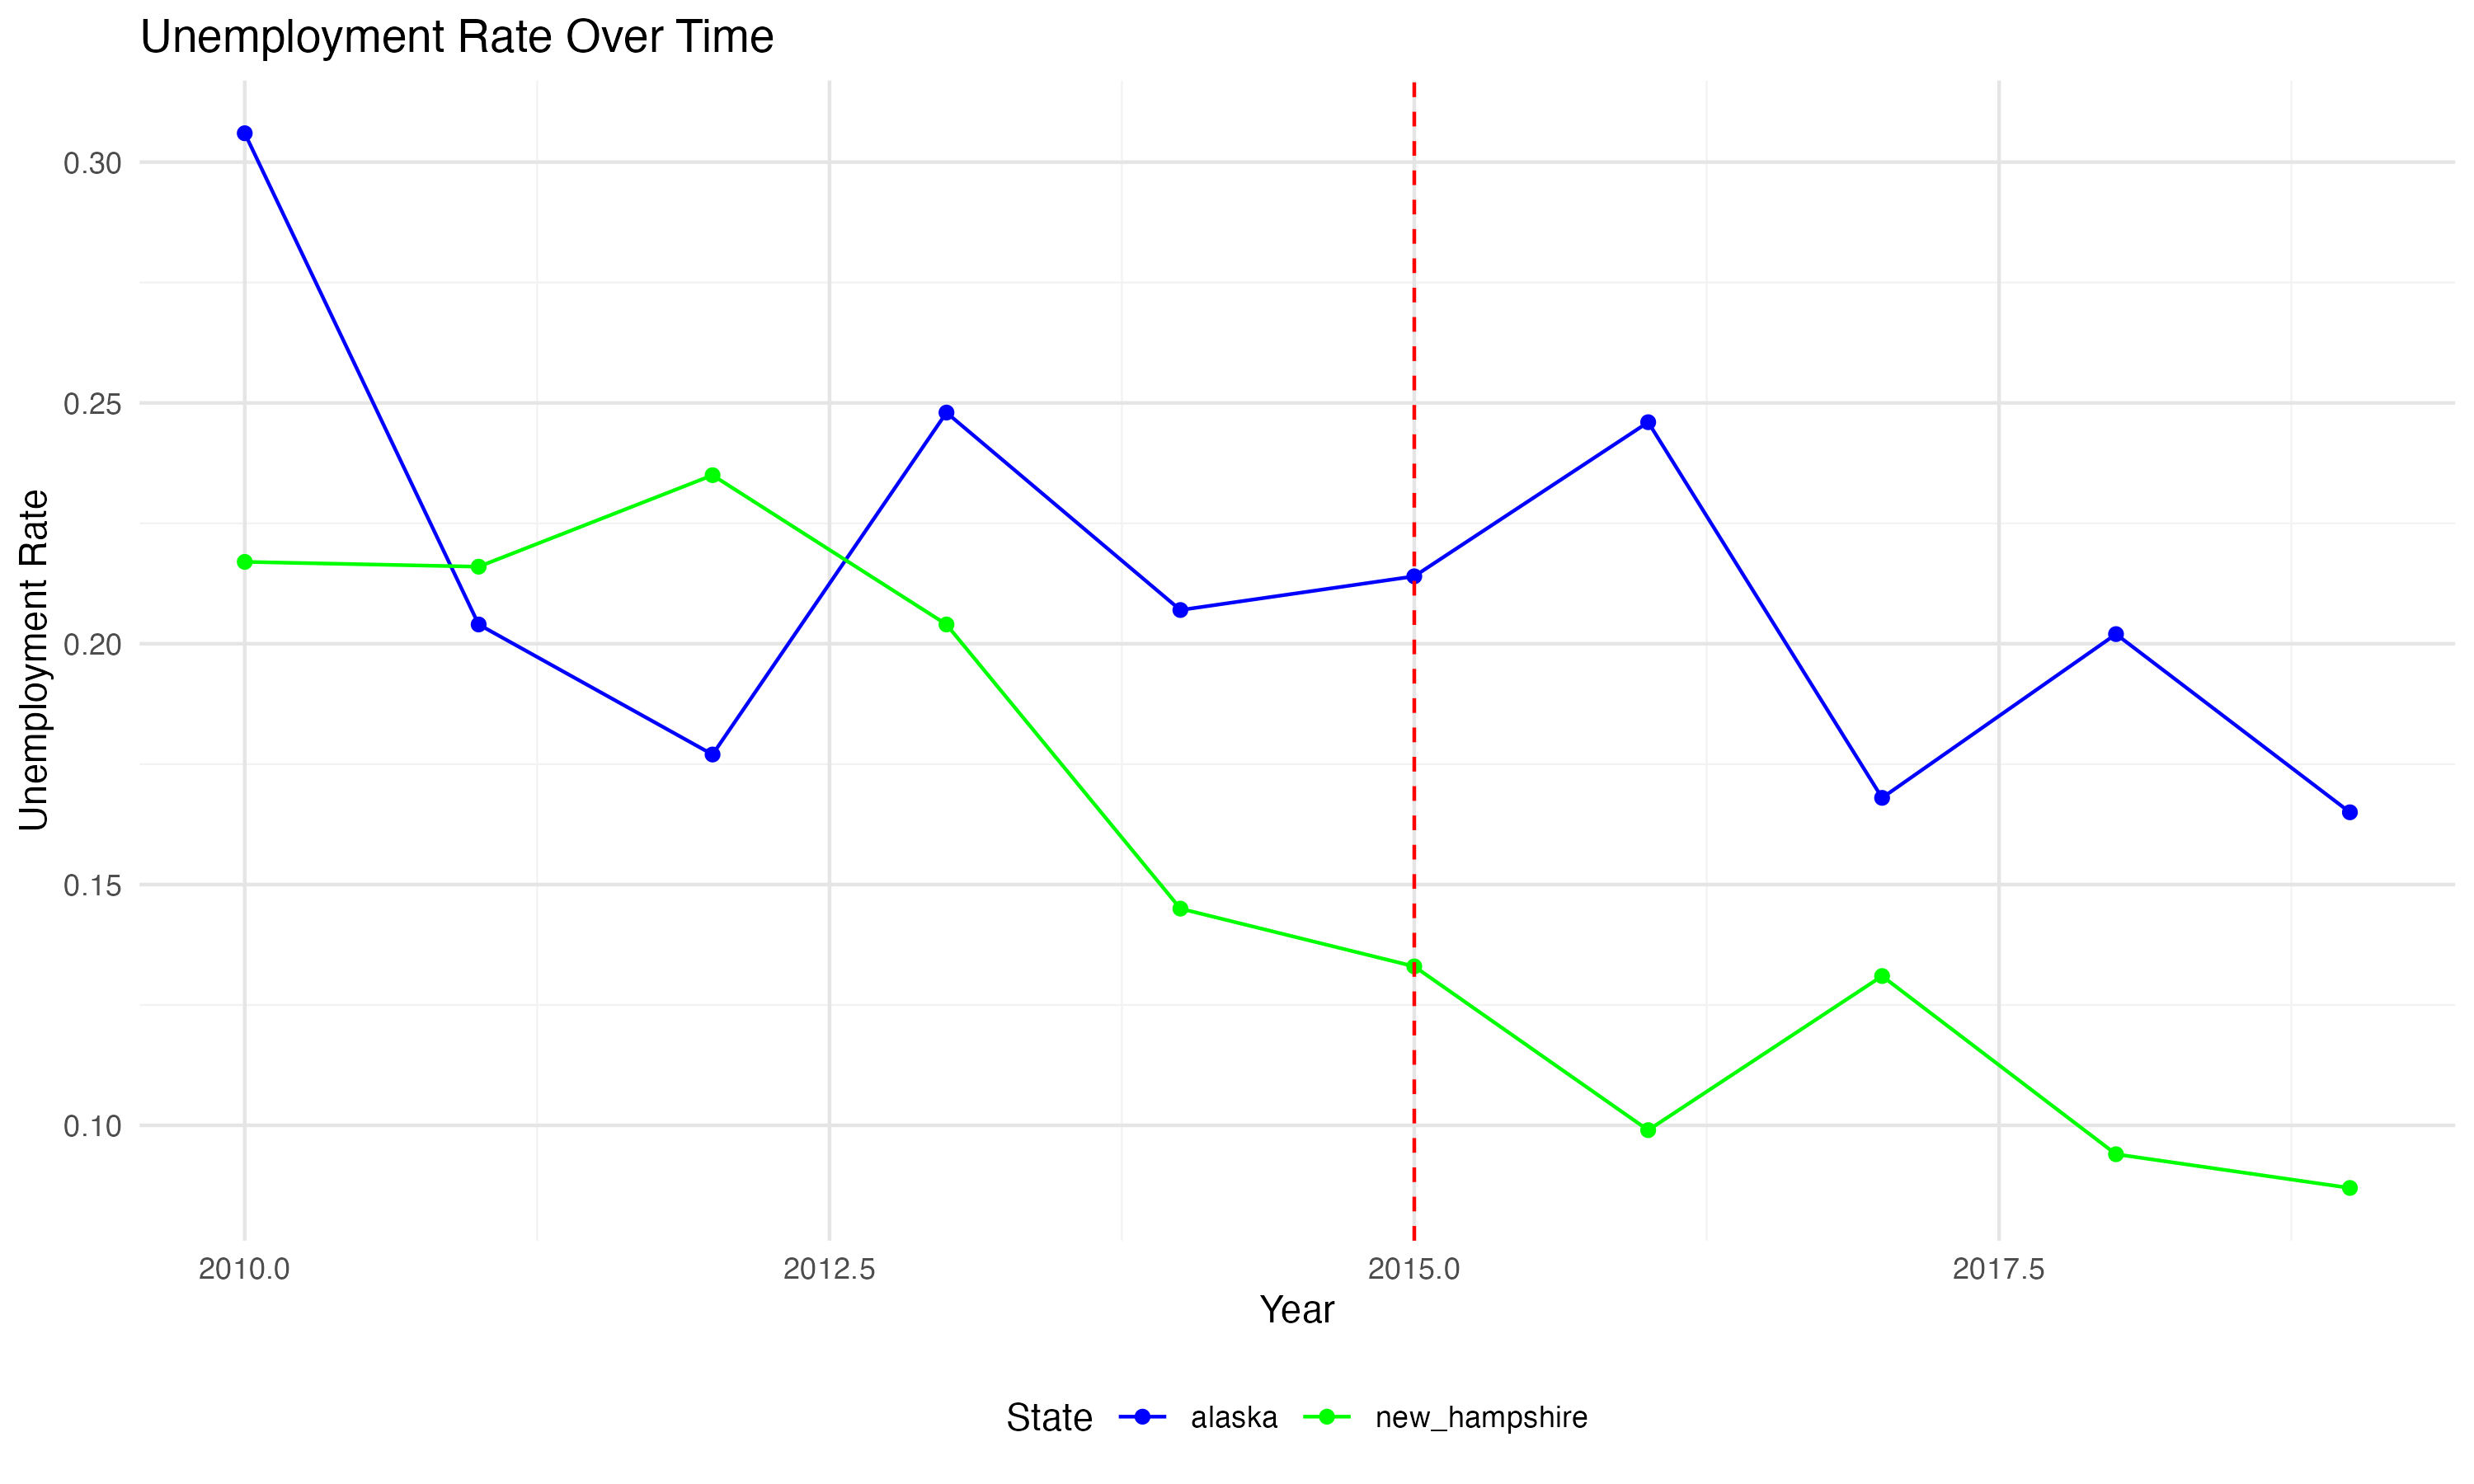 Unemployment Rate Over Time
Unemployment Rate
0.30
0.25
0.20
0.15
0.10
2010.0 2012.5 2015.0 2017.5
Year
State alaska new_hampshire